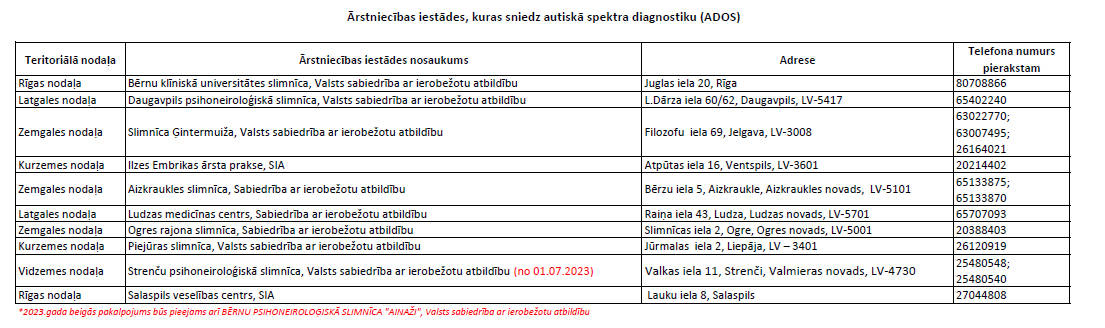 Ārstniecības iestādes, kuras sniedz autiskā spektra diagnostiku (ADOS)
Teritoriālā nodaļa Ārstniecības iestādes nosaukums Adrese Telefona numurs pierakstam
Rīgas nodaļa Bērnu klīniskā universitātes slimnīca, Valsts sabiedrība ar ierobežotu atbildību Juglas iela 20, Rīga 80708866
Latgales nodaļa Daugavpils psihoneiroloģiskā slimnīca, Valsts sabiedrība ar ierobežotu atbildību L.Dārza iela 60/62, Daugavpils, LV-5417 65402240
Zemgales nodaļa Slimnīca Ģintermuiža, Valsts sabiedrība ar ierobežotu atbildību Filozofu iela 69, Jelgava, LV-3008 63022770;
63007495;
26164021
Kurzemes nodaļa Ilzes Embrikas ārsta prakse, SIA Atpūtas iela 16, Ventspils, LV-3601 20214402
Zemgales nodaļa Aizkraukles slimnīca, Sabiedrība ar ierobežotu atbildību Bērzu iela 5, Aizkraukle, Aizkraukles novads, LV-5101 65133875;
65133870
Latgales nodaļa Ludzas medicīnas centrs, Sabiedrība ar ierobežotu atbildību Raiņa iela 43, Ludza, Ludzas novads, LV-5701 65707093
Zemgales nodaļa Ogres rajona slimnīca, Sabiedrība ar ierobežotu atbildību Slimnīcas iela 2, Ogre, Ogres novads, LV-5001 20388403
Kurzemes nodaļa Piejūras slimnīca, Valsts sabiedrība ar ierobežotu atbildību Jūrmalas iela 2, Liepāja, LV – 3401 26120919
Vidzemes nodaļa Strenču psihoneiroloģiskā slimnīca, Valsts sabiedrība ar ierobežotu atbildību (no 01.07.2023) Valkas iela 11, Strenči, Valmieras novads, LV-4730 25480548;
25480540
Rīgas nodaļa Salaspils veselības centrs, SIA Lauku iela 8, Salaspils 27044808
*2023.gada beigās pakalpojums būs pieejams arī BĒRNU PSIHONEIROLOĢISKĀ SLIMNĪCA "AINAŽI", Valsts sabiedrība ar ierobežotu atbildību